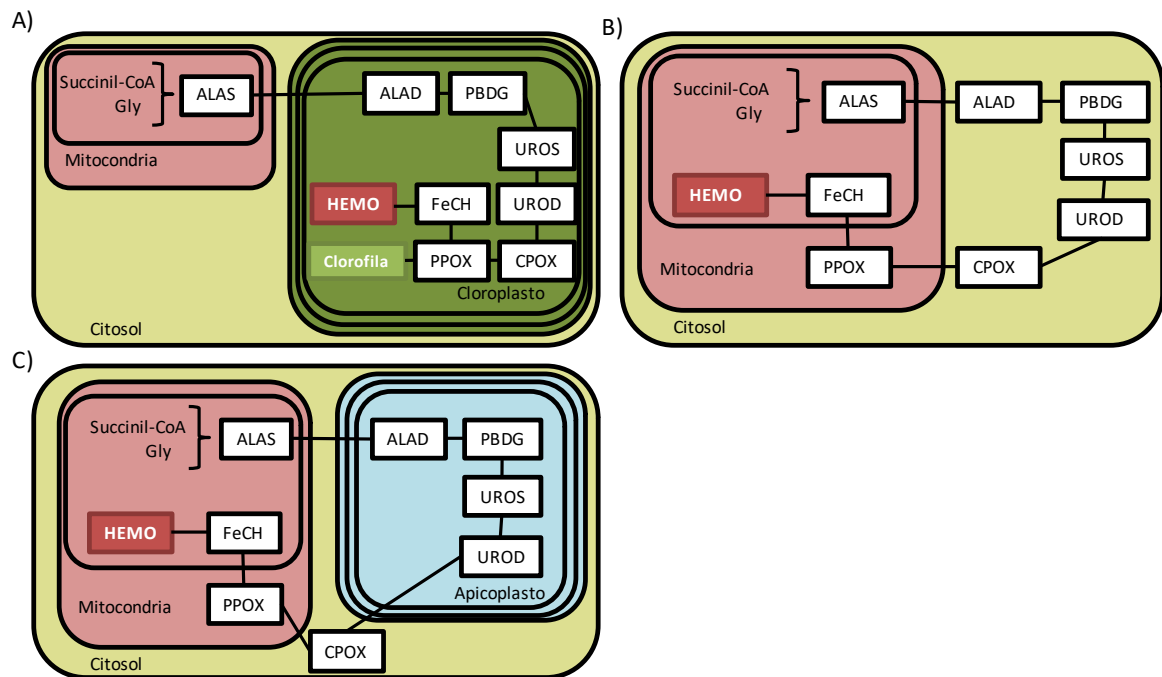 A)
Succinil-CoA
Gly
ALAS
ALAD
PBDG
Mitocondria
UROS
HEMO
FeCH
UROD
Clorofila
PPOX
CPOX
Cloroplasto
Citosol
B)
Succinil-CoA
Gly
ALAS
ALAD
PBDG
UROS
HEMO
FeCH
UROD
Mitocondria
PPOX
CPOX
Citosol
C)
Succinil-CoA
Gly
ALAS
ALAD
PBDG
UROS
HEMO
FeCH
UROD
Apicoplasto
Mitocondria
PPOX
CPOX
Citosol